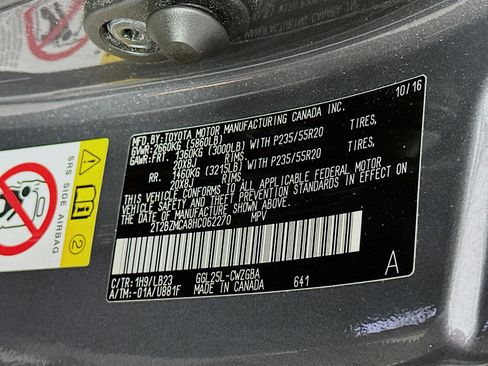 MFD.BY:TOYOTA MOTOR MANUFACTURING CANADA INC. 10/16
GVWR:2660KG (5860LB)
GAWR:FRT. 1360KG (3000LB) WITH P235/55R20 TIRES,
20X8J RIMS,
RR. 1460KG (3215LB) WITH P235/55R20 TIRES,
20X8J RIMS,
THIS VEHICLE CONFORMS TO ALL APPLICABLE FEDERAL MOTOR
VEHICLE SAFETY AND THEFT PREVENTION STANDARDS IN EFFECT ON
THE DATE OF MANUFACTURE SHOWN ABOVE.
2T2BZMCA8HC062270 MPV
C/TR: 1H9/LB23 GGL25L-CWZGBA
A/TM:-01A/U881F MADE IN CANADA 641 A
SRS SIDE AIRBAG
2